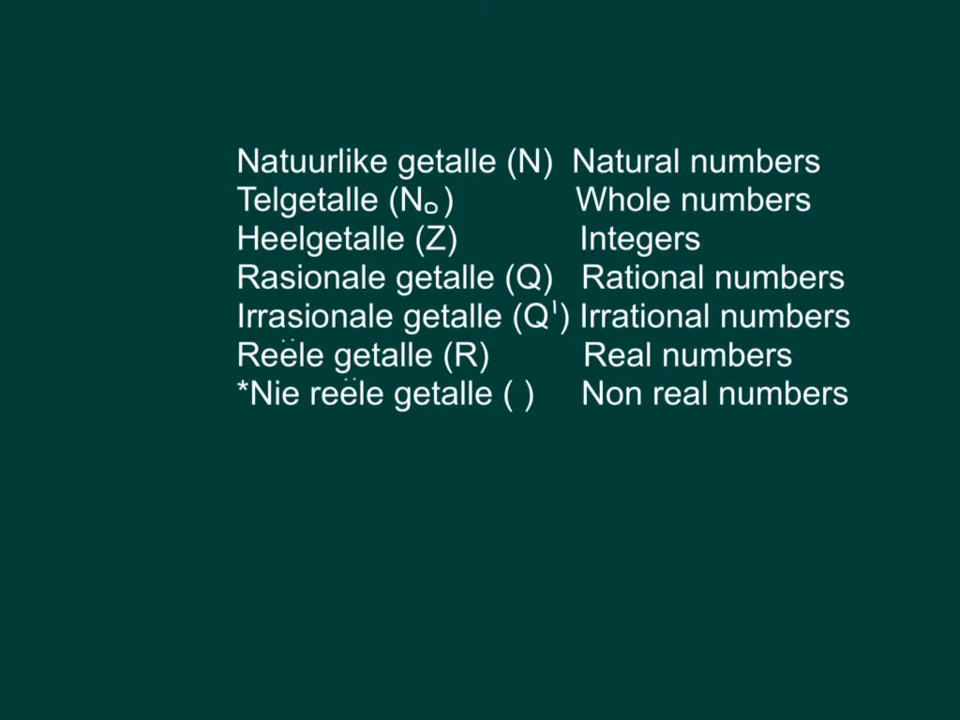 Natuurlike getalle (N) Natural numbers
Telgetalle (N₀) Whole numbers
Heelgetalle (Z) Integers
Rasionale getalle (Q) Rational numbers
Irrasionale getalle (Q') Irrational numbers
Reële getalle (R) Real numbers
*Nie reële getalle ( ) Non real numbers